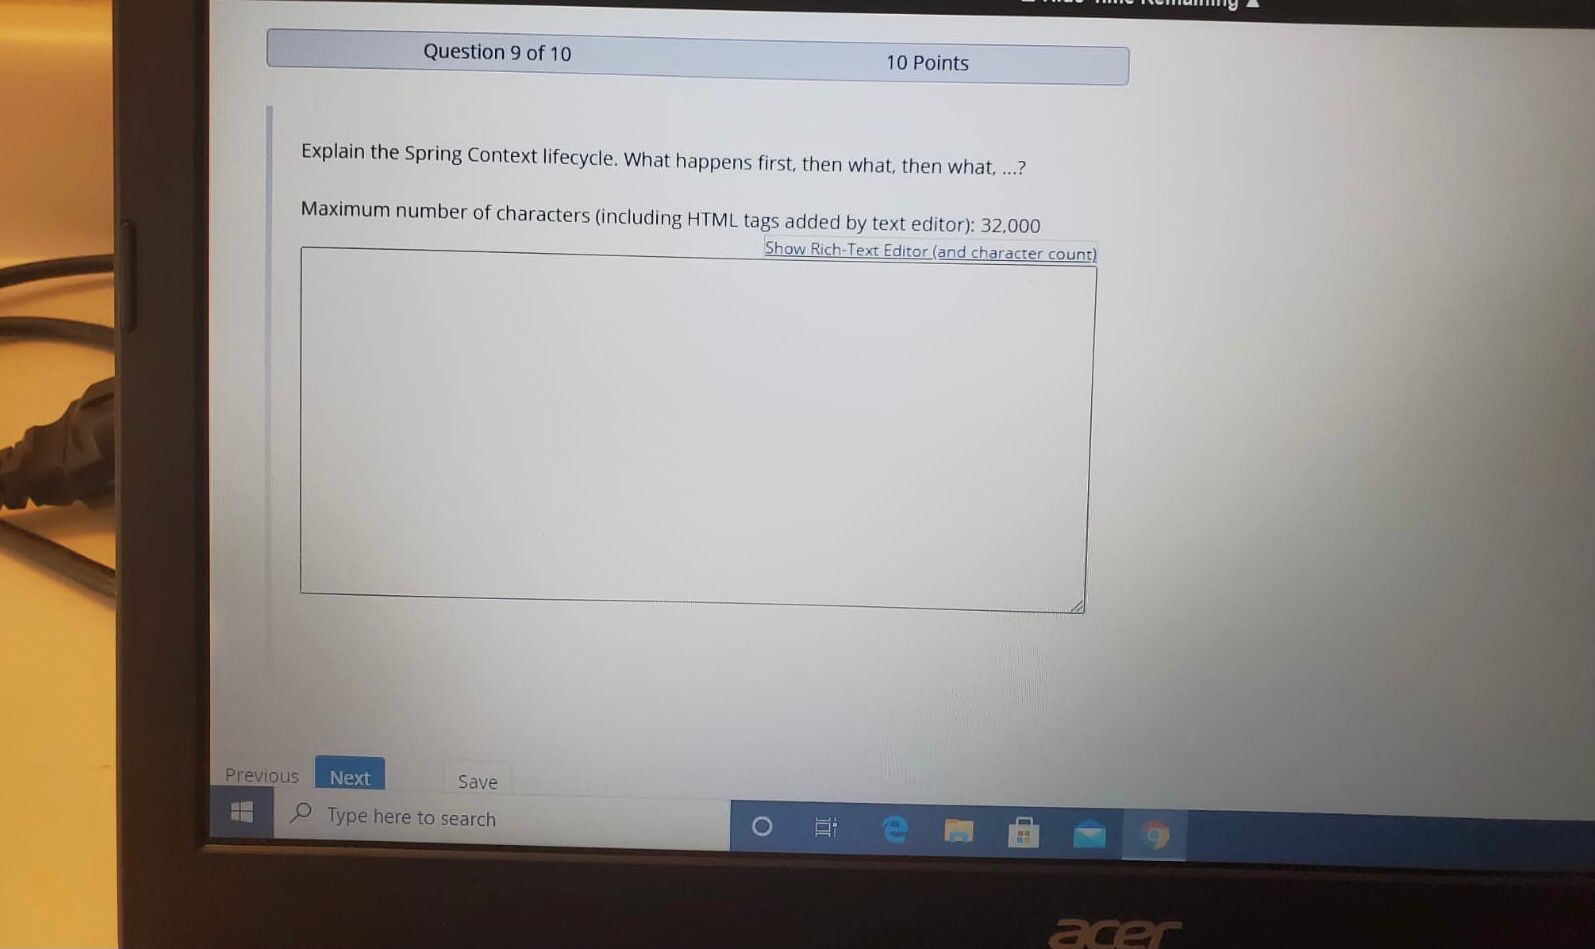 Hide Time Remaining ▲
Question 9 of 10 10 Points
Explain the Spring Context lifecycle. What happens first, then what, then what, ...?
Maximum number of characters (including HTML tags added by text editor): 32,000
Show Rich-Text Editor (and character count)
Previous Next Save
Type here to search
acer